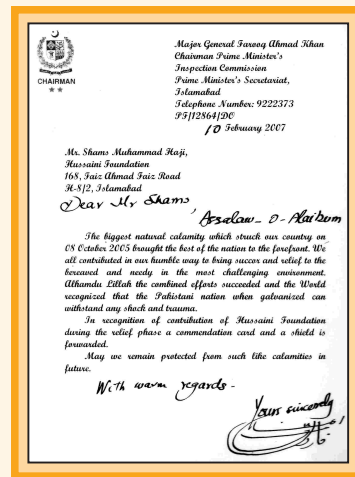 Major General Farooq Ahmad Khan
Chairman Prime Minister's
Inspection Commission
Prime Minister's Secretariat,
Islamabad
Telephone Number: 9222373
PF/12864/DO
10 February 2007
CHAIRMAN
Mr. Shams Muhammad Haji,
Hussaini Foundation
168, Faiz Ahmad Faiz Road
H-8/2, Islamabad
Dear Mr Shams,
Assalam-O-Alaikum
The biggest natural calamity which struck our country on
08 October 2005 brought the best of the nation to the forefront. We
all contributed in our humble way to bring succor and relief to the
bereaved and needy in the most challenging environment.
Alhamdu Lillah the combined efforts succeeded and the World
recognized that the Pakistani nation when galvanized can
withstand any shock and trauma.
In recognition of contribution of Hussaini Foundation
during the relief phase a commendation card and a shield is
forwarded.
May we remain protected from such like calamities in
future.
With warm regards -
Yours sincerely